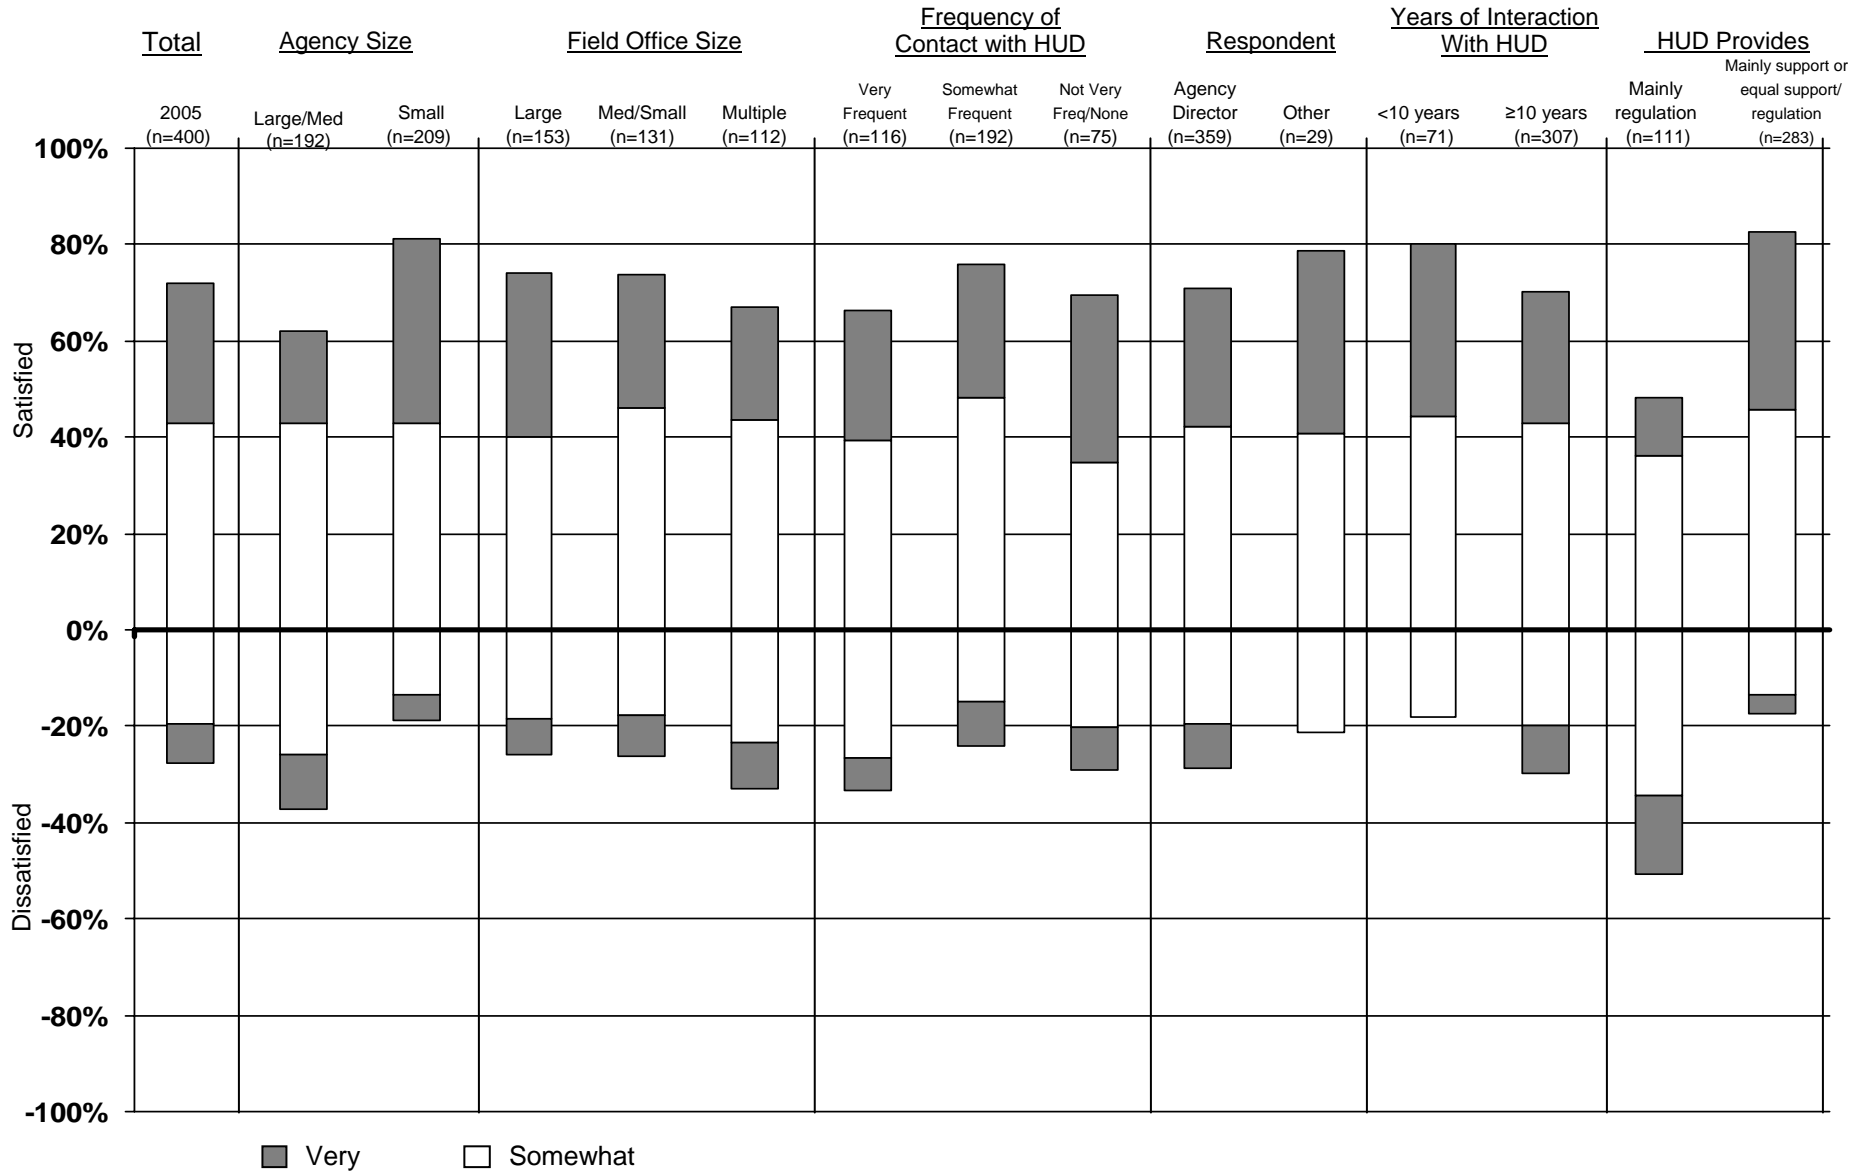 Total
Agency Size
Field Office Size
Frequency of
Contact with HUD
Respondent
Years of Interaction
With HUD
HUD Provides
2005
(n=400)
Large/Med
(n=192)
Small
(n=209)
Large
(n=153)
Med/Small
(n=131)
Multiple
(n=112)
Very
Frequent
(n=116)
Somewhat
Frequent
(n=192)
Not Very
Freq/None
(n=75)
Agency
Director
(n=359)
Other
(n=29)
<10 years
(n=71)
≥10 years
(n=307)
Mainly
regulation
(n=111)
Mainly support or
equal support/
regulation
(n=283)
100%
80%
60%
40%
20%
0%
-20%
-40%
-60%
-80%
-100%
Satisfied
Dissatisfied
Very
Somewhat